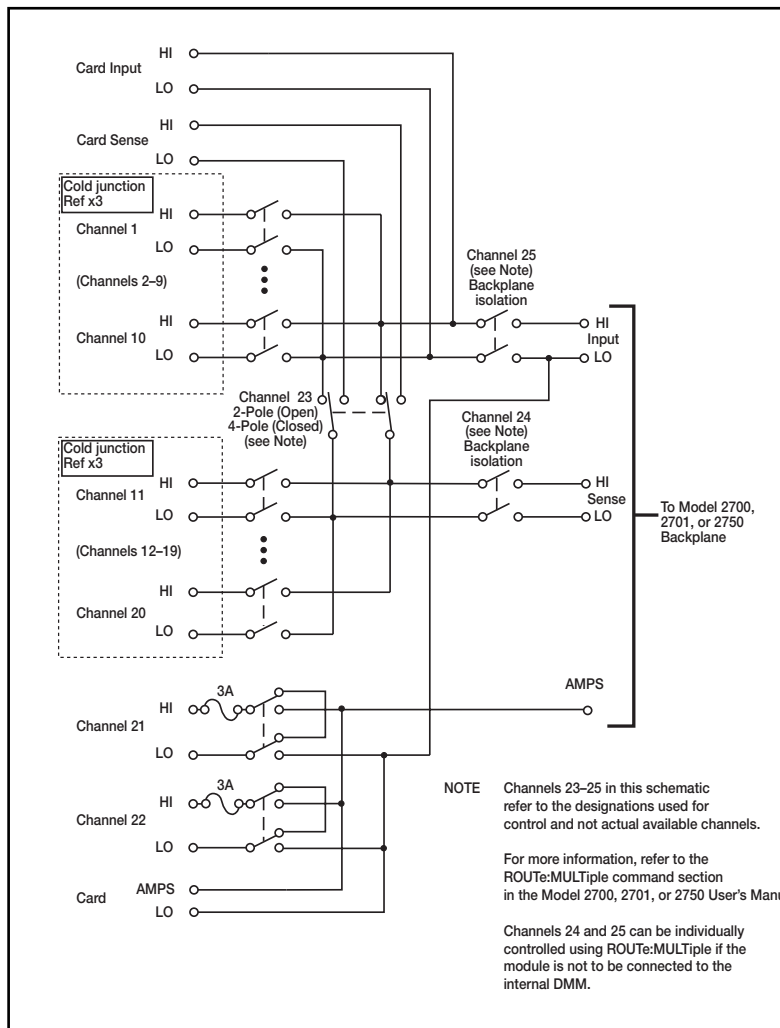 HI
Card Input
LO
HI
Card Sense
LO
Cold junction
Ref x3
HI
Channel 1
LO
(Channels 2–9)
HI
Channel 10
LO
Channel 25
(see Note)
Backplane
isolation
HI
Input
LO
Channel 23
2-Pole (Open)
4-Pole (Closed)
(see Note)
Channel 24
(see Note)
Backplane
isolation
Cold junction
Ref x3
HI
Channel 11
LO
(Channels 12–19)
HI
Channel 20
LO
HI
Sense
LO
To Model 2700,
2701, or 2750
Backplane
AMPS
3A
HI
Channel 21
LO
3A
HI
Channel 22
LO
AMPS
Card
LO
NOTE Channels 23–25 in this schematic
refer to the designations used for
control and not actual available channels.
For more information, refer to the
ROUTe:MULTiple command section
in the Model 2700, 2701, or 2750 User's Manu
Channels 24 and 25 can be individually
controlled using ROUTe:MULTiple if the
module is not to be connected to the
internal DMM.